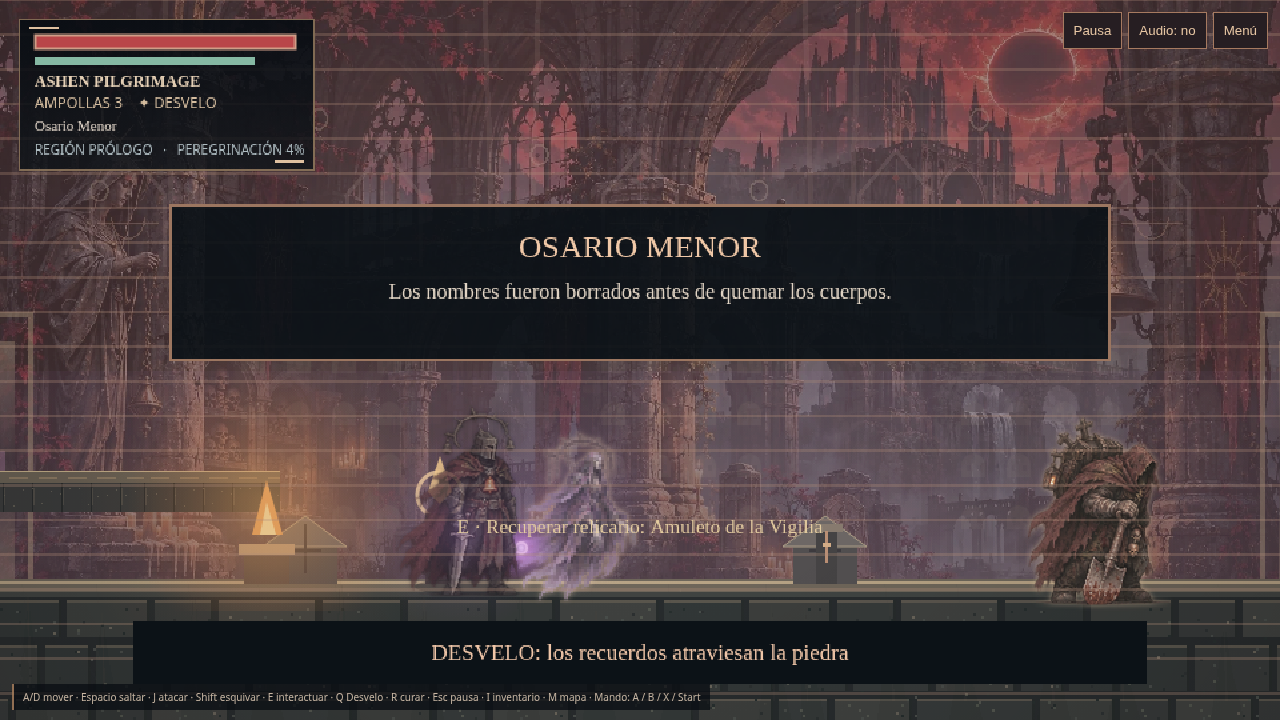 Pausa
Audio: no
Menú
ASHEN PILGRIMAGE
AMPOLLAS 3 ✦ DESVELO
Osario Menor
REGIÓN PRÓLOGO · PEREGRINACIÓN 4%
OSARIO MENOR
Los nombres fueron borrados antes de quemar los cuerpos.
E · Recuperar relicario: Amuleto de la Vigilia
DESVELO: los recuerdos atraviesan la piedra
A/D mover · Espacio saltar · J atacar · Shift esquivar · E interactuar · Q Desvelo · R curar · Esc pausa · I inventario · M mapa · Mando: A / B / X / Start